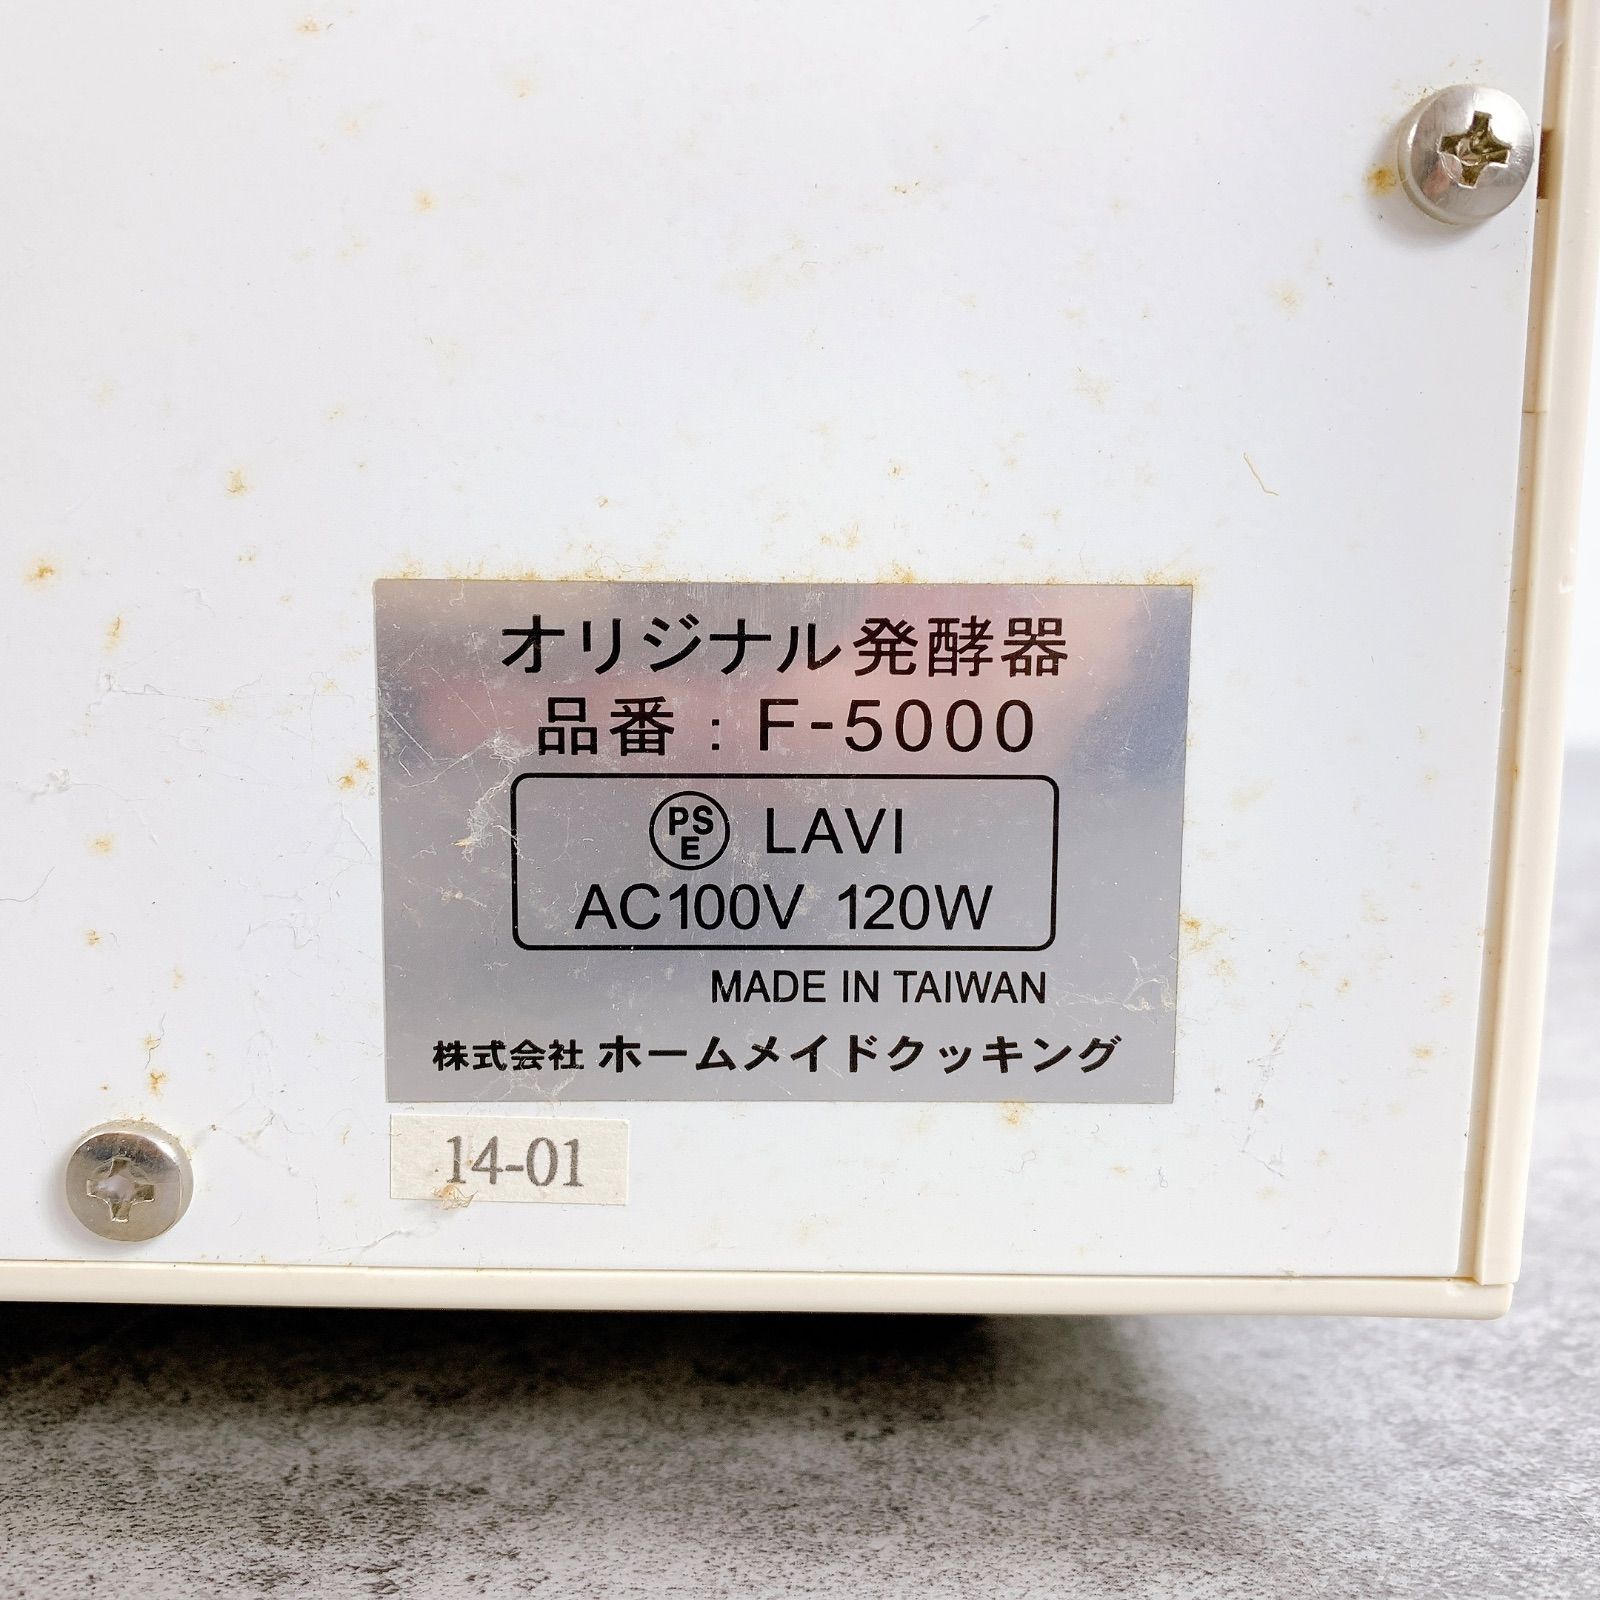 オリジナル発酵器
品番：F-5000
PSE LAVI
AC100V 120W
MADE IN TAIWAN
株式会社 ホームメイドクッキング
14-01